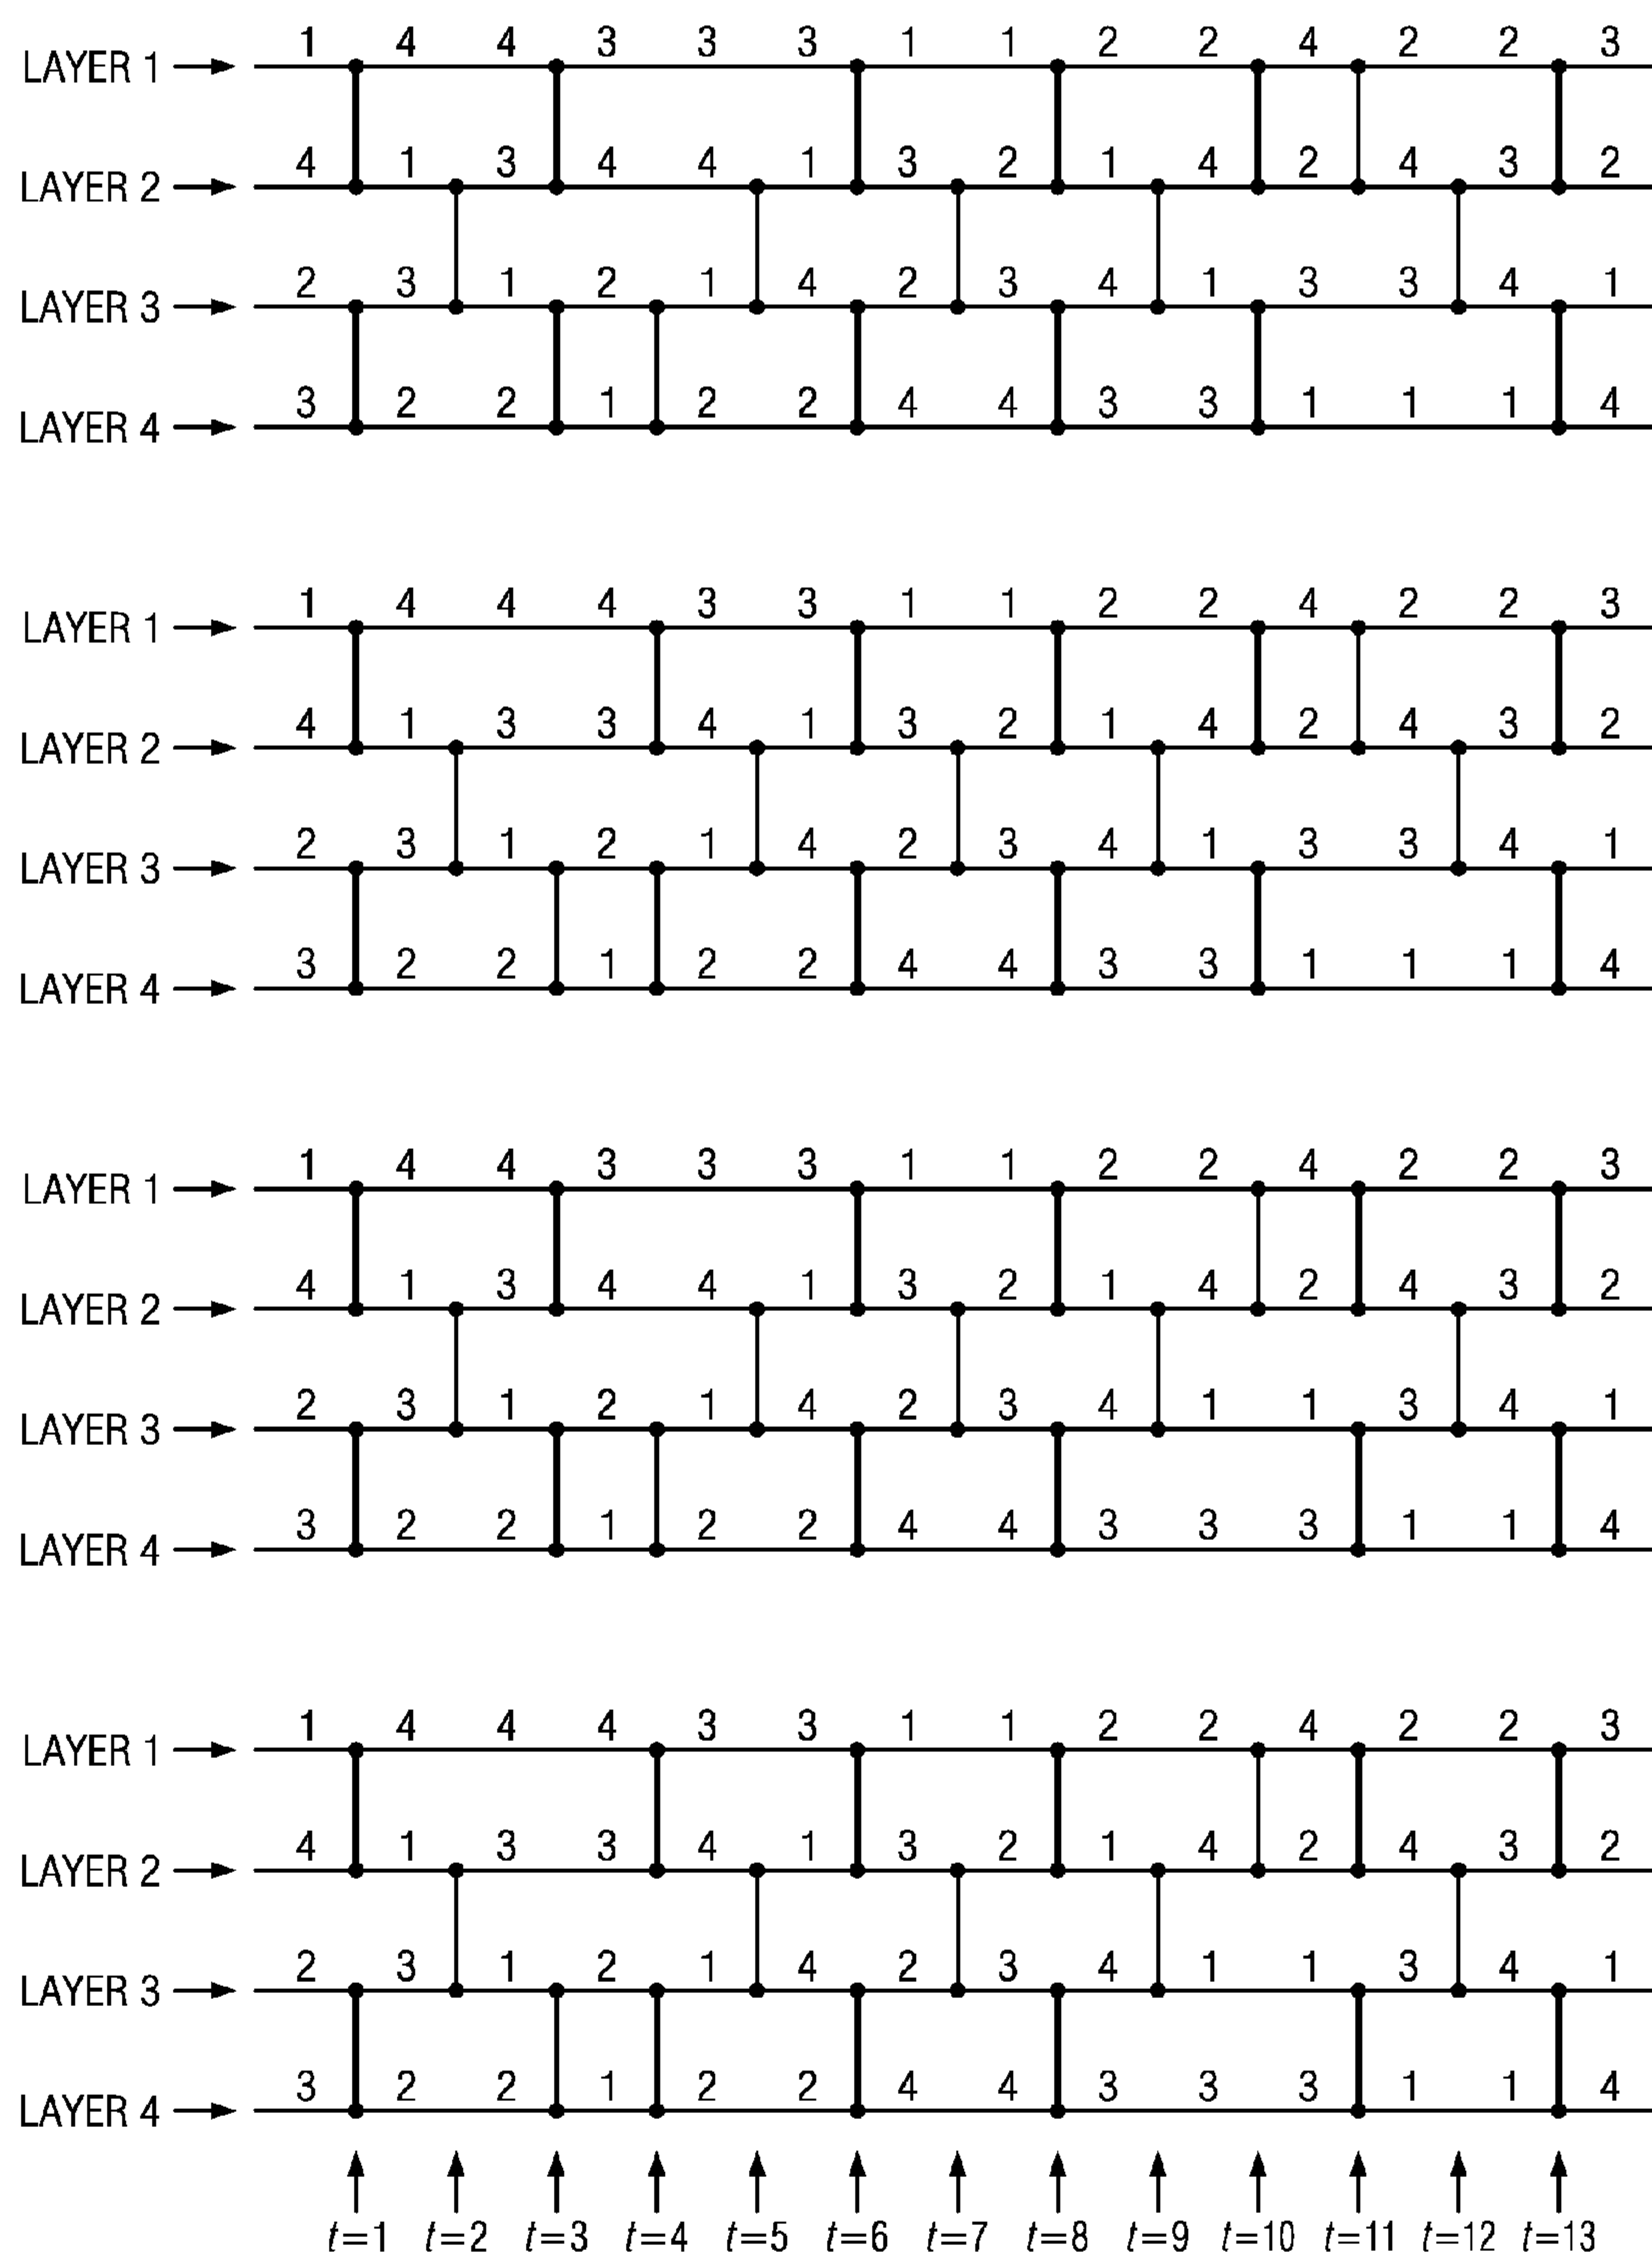 1 4 4 3 3 3 1 1 2 2 4 2 2 3
LAYER 1
4 1 3 4 4 1 3 2 1 4 2 4 3 2
LAYER 2
2 3 1 2 1 4 2 3 4 1 3 3 4 1
LAYER 3
3 2 2 1 2 2 4 4 3 3 1 1 1 4
LAYER 4
1 4 4 4 3 3 1 1 2 2 4 2 2 3
LAYER 1
4 1 3 3 4 1 3 2 1 4 2 4 3 2
LAYER 2
2 3 1 2 1 4 2 3 4 1 3 3 4 1
LAYER 3
3 2 2 1 2 2 4 4 3 3 1 1 1 4
LAYER 4
1 4 4 3 3 3 1 1 2 2 4 2 2 3
LAYER 1
4 1 3 4 4 1 3 2 1 4 2 4 3 2
LAYER 2
2 3 1 2 1 4 2 3 4 1 1 3 4 1
LAYER 3
3 2 2 1 2 2 4 4 3 3 3 1 1 4
LAYER 4
1 4 4 4 3 3 1 1 2 2 4 2 2 3
LAYER 1
4 1 3 3 4 1 3 2 1 4 2 4 3 2
LAYER 2
2 3 1 2 1 4 2 3 4 1 1 3 4 1
LAYER 3
3 2 2 1 2 2 4 4 3 3 3 1 1 4
LAYER 4
t=1 t=2 t=3 t=4 t=5 t=6 t=7 t=8 t=9 t=10 t=11 t=12 t=13